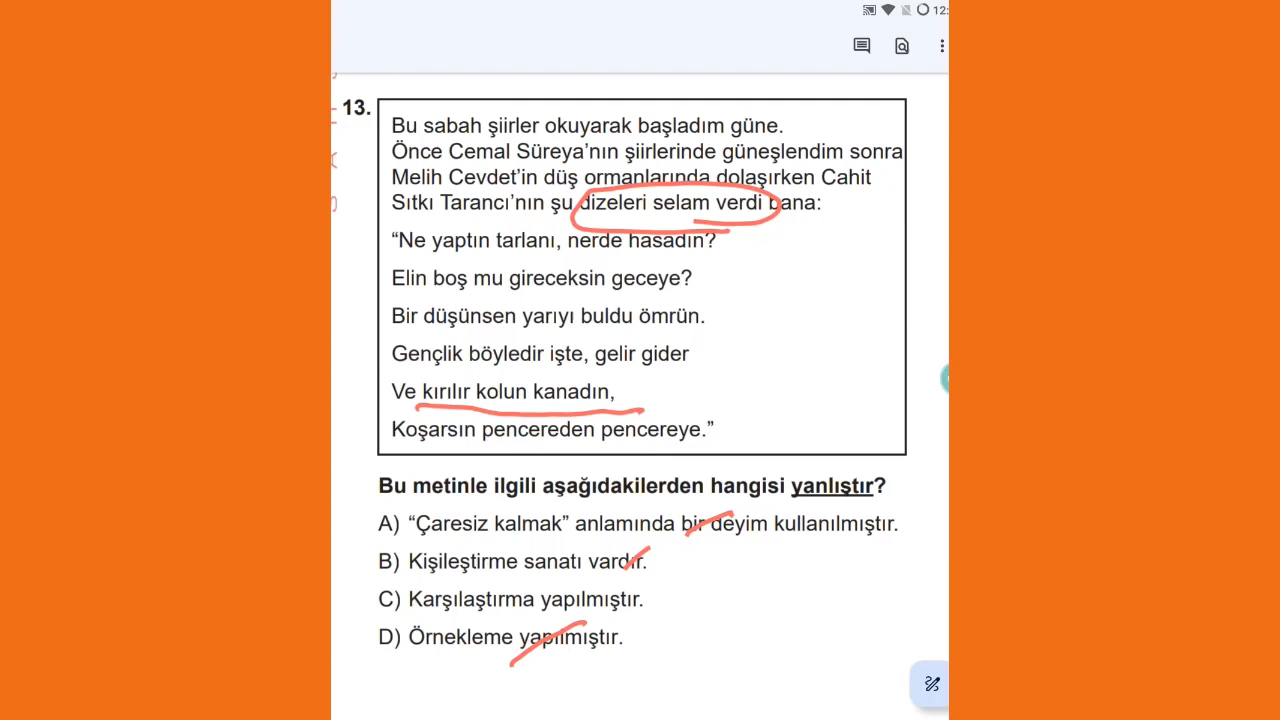 12:
13.
Bu sabah şiirler okuyarak başladım güne.
Önce Cemal Süreya’nın şiirlerinde güneşlendim sonra
Melih Cevdet’in düş ormanlarında dolaşırken Cahit
Sıtkı Tarancı’nın şu dizeleri selam verdi bana:
“Ne yaptın tarlanı, nerde hasadın?
Elin boş mu gireceksin geceye?
Bir düşünsen yarıyı buldu ömrün.
Gençlik böyledir işte, gelir gider
Ve kırılır kolun kanadın,
Koşarsın pencereden pencereye.”
Bu metinle ilgili aşağıdakilerden hangisi yanlıştır?
A) “Çaresiz kalmak” anlamında bir deyim kullanılmıştır.
B) Kişileştirme sanatı vardır.
C) Karşılaştırma yapılmıştır.
D) Örnekleme yapılmıştır.